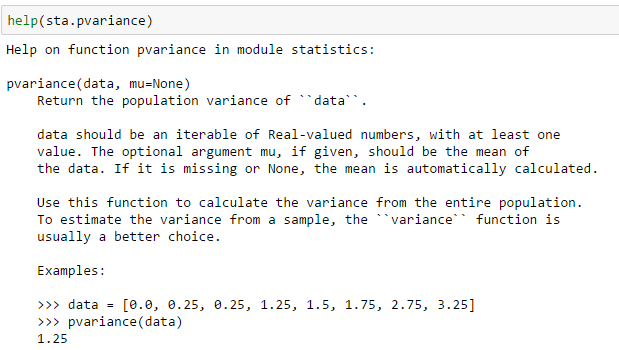 help(sta.pvariance)
Help on function pvariance in module statistics:
pvariance(data, mu=None)
Return the population variance of ``data``.
data should be an iterable of Real-valued numbers, with at least one
value. The optional argument mu, if given, should be the mean of
the data. If it is missing or None, the mean is automatically calculated.
Use this function to calculate the variance from the entire population.
To estimate the variance from a sample, the ``variance`` function is
usually a better choice.
Examples:
>>> data = [0.0, 0.25, 0.25, 1.25, 1.5, 1.75, 2.75, 3.25]
>>> pvariance(data)
1.25